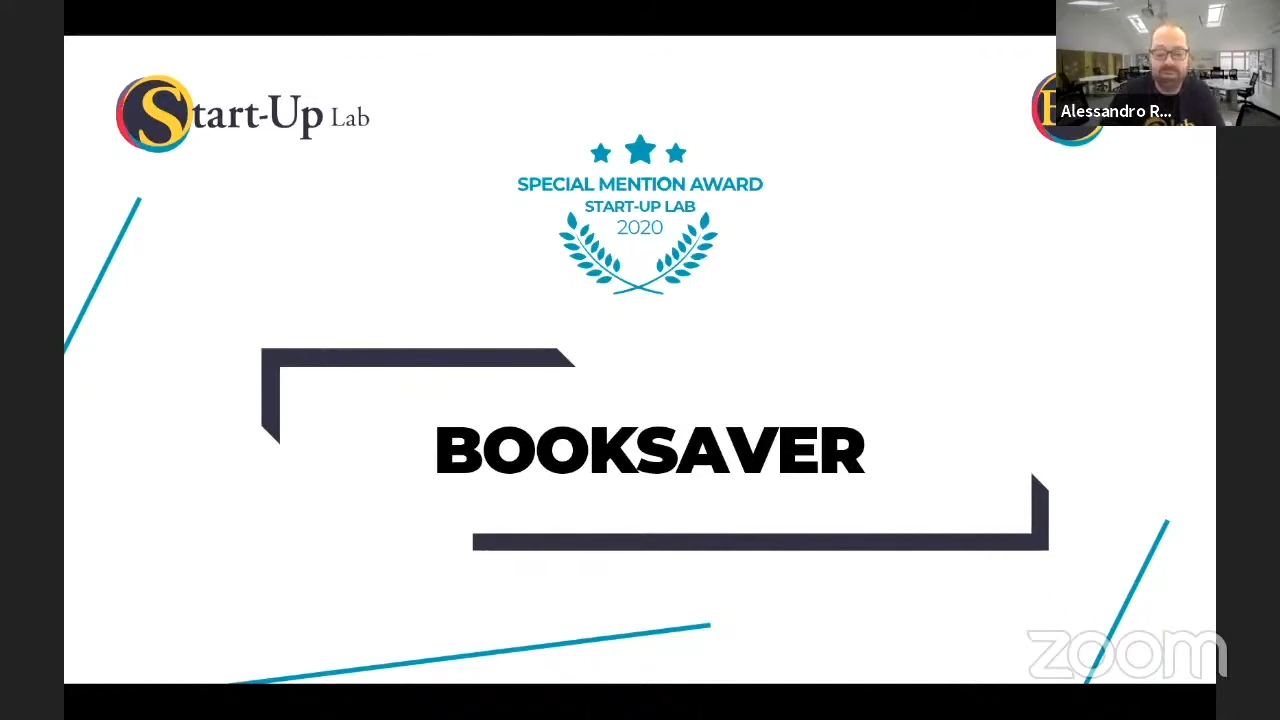 Start-Up Lab
Alessandro R...
SPECIAL MENTION AWARD
START-UP LAB
2020
BOOKSAVER
zoom